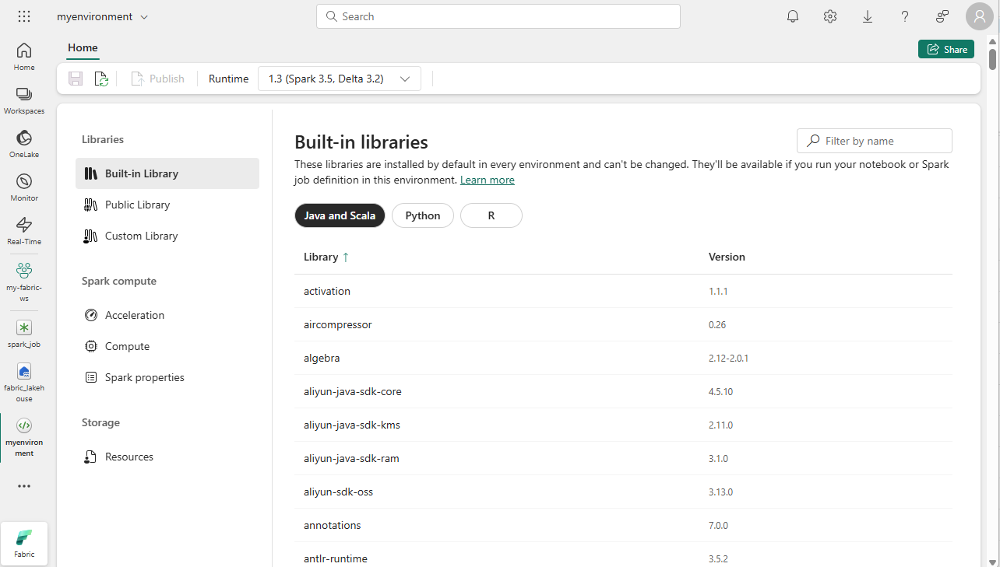 myenvironment
Search
Home
Share
Publish
Runtime
1.3 (Spark 3.5, Delta 3.2)
Home
Workspaces
OneLake
Monitor
Real-Time
my-fabric-
ws
spark_job
fabric_lakeh
ouse
myenviron
ment
Fabric
Libraries
Built-in Library
Public Library
Custom Library
Spark compute
Acceleration
Compute
Spark properties
Storage
Resources
Built-in libraries
Filter by name
These libraries are installed by default in every environment and can't be changed. They'll be available if you run your notebook or Spark
job definition in this environment. Learn more
Java and Scala
Python
R
Library ↑ Version
activation 1.1.1
aircompressor 0.26
algebra 2.12-2.0.1
aliyun-java-sdk-core 4.5.10
aliyun-java-sdk-kms 2.11.0
aliyun-java-sdk-ram 3.1.0
aliyun-sdk-oss 3.13.0
annotations 7.0.0
antlr-runtime 3.5.2